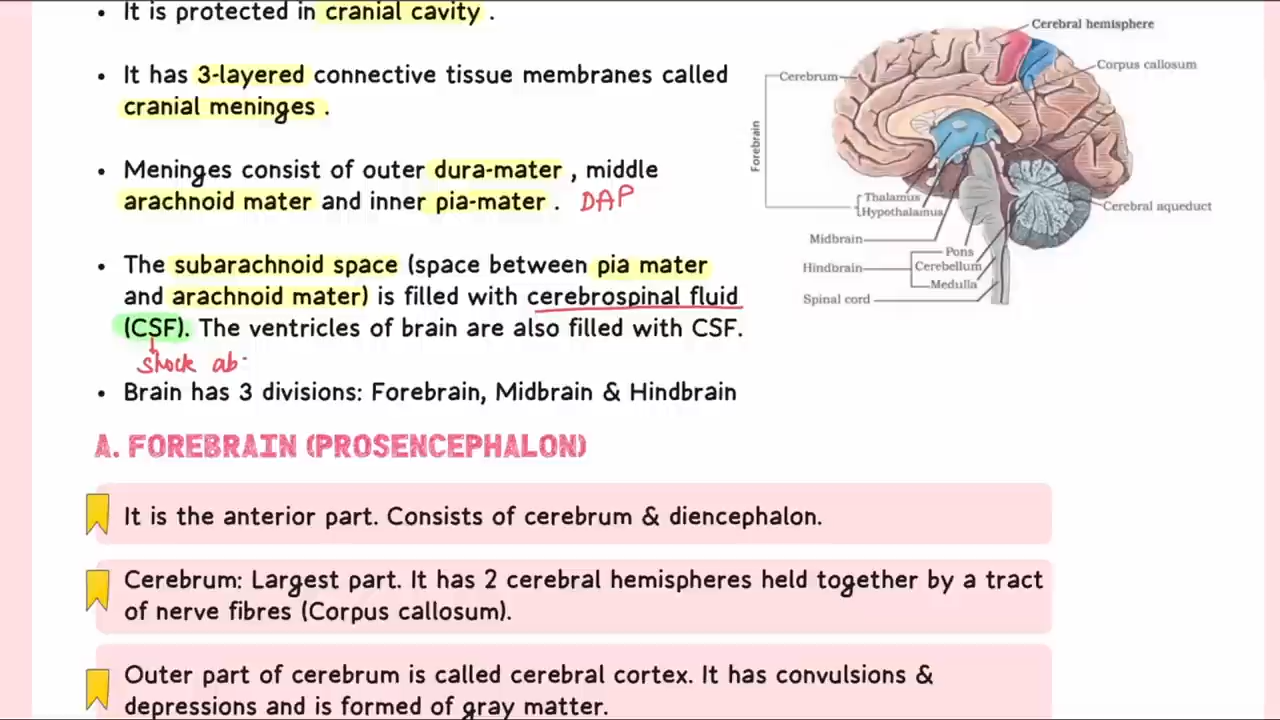 • It is protected in cranial cavity .
• It has 3-layered connective tissue membranes called
cranial meninges .
• Meninges consist of outer dura-mater , middle
arachnoid mater and inner pia-mater . DAP
• The subarachnoid space (space between pia mater
and arachnoid mater) is filled with cerebrospinal fluid
(CSF). The ventricles of brain are also filled with CSF.
shock ab
• Brain has 3 divisions: Forebrain, Midbrain & Hindbrain
Cerebral hemisphere
Corpus callosum
Cerebrum
Forebrain
Thalamus
Hypothalamus
Cerebral aqueduct
Midbrain
Pons
Hindbrain
Cerebellum
Medulla
Spinal cord
A. FOREBRAIN (PROSENCEPHALON)
It is the anterior part. Consists of cerebrum & diencephalon.
Cerebrum: Largest part. It has 2 cerebral hemispheres held together by a tract
of nerve fibres (Corpus callosum).
Outer part of cerebrum is called cerebral cortex. It has convulsions &
depressions and is formed of gray matter.